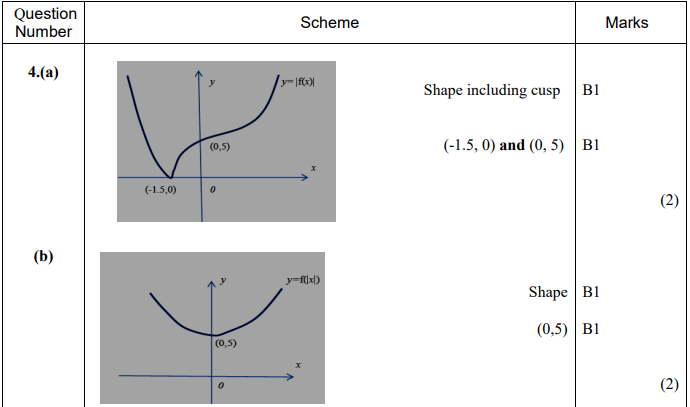 Question Number Scheme Marks
4.(a)
y y=|f(x)|
Shape including cusp B1
(0,5) (-1.5, 0) and (0, 5) B1
x
(-1.5,0) 0
(2)
(b)
y y=f(|x|)
Shape B1
(0,5) (0,5) B1
x
0
(2)